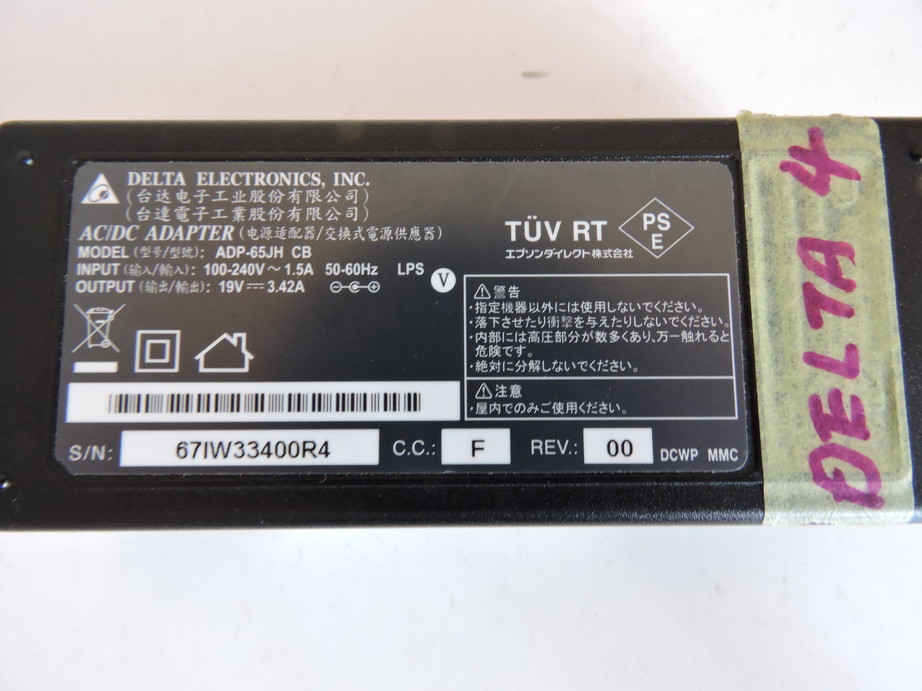 DELTA ELECTRONICS, INC.
(台达电子工业股份有限公司)
(台達電子工業股份有限公司)
AC/DC ADAPTER (电源适配器/交換式電源供應器)
MODEL (型号/型號): ADP-65JH CB
INPUT (输入/輸入): 100-240V～1.5A 50-60Hz LPS
OUTPUT (输出/輸出): 19V⎓3.42A
V
TÜV RT
PS
E
エプソンダイレクト株式会社
⚠警告
・指定機器以外には使用しないでください。
・落下させたり衝撃を与えたりしないでください。
・内部には高圧部分が数多くあり、万一触れると
危険です。
・絶対に分解しないでください。
⚠注意
・屋内でのみご使用ください。
S/N: 67IW33400R4 C.C.: F REV.: 00 DCWP MMC
DELTA 4